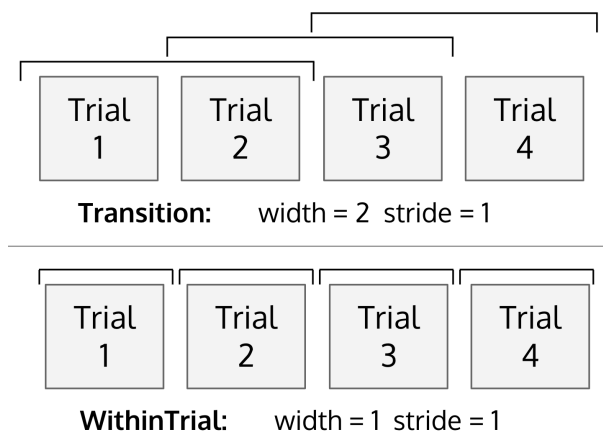 Trial
1
Trial
2
Trial
3
Trial
4
Transition: width = 2 stride = 1
Trial
1
Trial
2
Trial
3
Trial
4
WithinTrial: width = 1 stride = 1